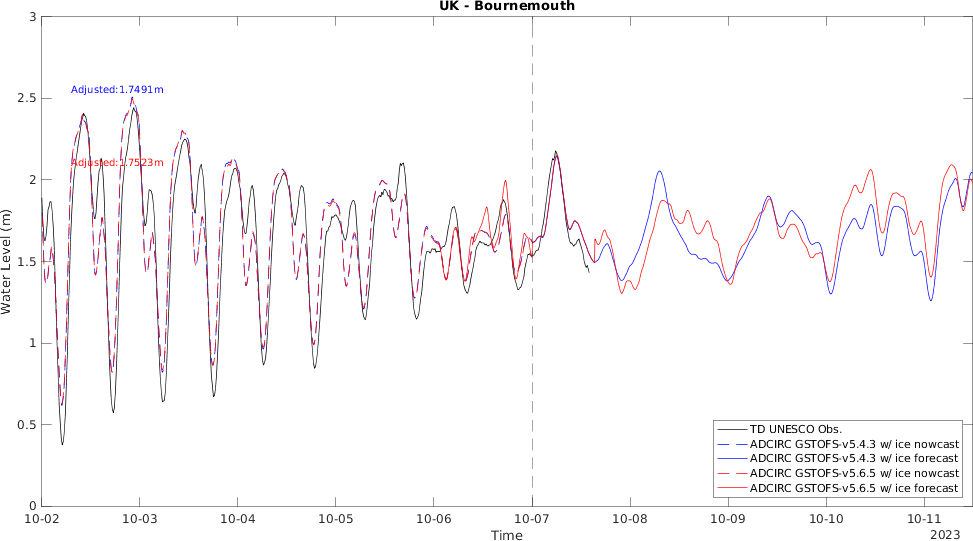 UK - Bournemouth
Water Level (m)
3
2.5
2
1.5
1
0.5
0
Adjusted:1.7491m
Adjusted:1.7523m
TD UNESCO Obs.
ADCIRC GSTOFS-v5.4.3 w/ ice nowcast
ADCIRC GSTOFS-v5.4.3 w/ ice forecast
ADCIRC GSTOFS-v5.6.5 w/ ice nowcast
ADCIRC GSTOFS-v5.6.5 w/ ice forecast
10-02 10-03 10-04 10-05 10-06 10-07 10-08 10-09 10-10 10-11
Time
2023